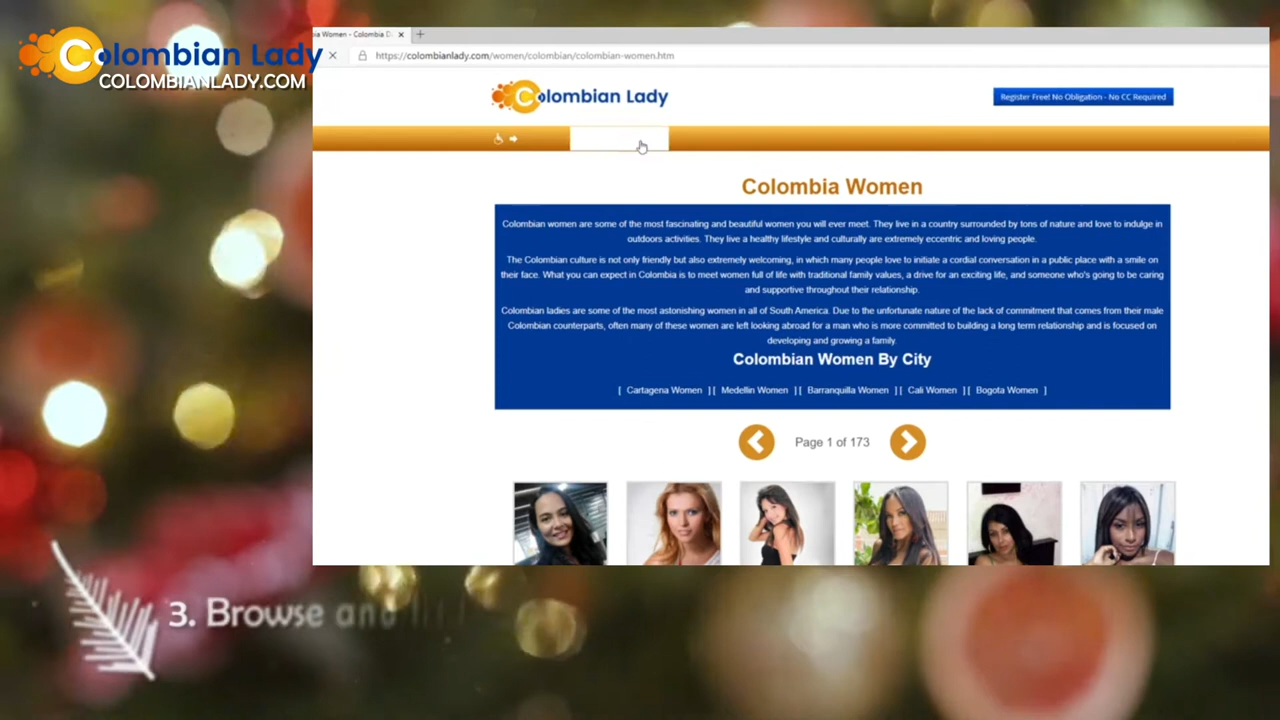 Colombian Lady
COLOMBIANLADY.COM
bia Women - Colombia D
https://colombianlady.com/women/colombian/colombian-women.htm
Colombian Lady
Register Free! No Obligation - No CC Required
Colombia Women
Colombian women are some of the most fascinating and beautiful women you will ever meet. They live in a country surrounded by tons of nature and love to indulge in
outdoors activities. They live a healthy lifestyle and culturally are extremely eccentric and loving people.
The Colombian culture is not only friendly but also extremely welcoming, in which many people love to initiate a cordial conversation in a public place with a smile on
their face. What you can expect in Colombia is to meet women full of life with traditional family values, a drive for an exciting life, and someone who's going to be caring
and supportive throughout their relationship.
Colombian ladies are some of the most astonishing women in all of South America. Due to the unfortunate nature of the lack of commitment that comes from their male
Colombian counterparts, often many of these women are left looking abroad for a man who is more committed to building a long term relationship and is focused on
developing and growing a family.
Colombian Women By City
[ Cartagena Women ] [ Medellin Women ] [ Barranquilla Women ] [ Cali Women ] [ Bogota Women ]
Page 1 of 173
3. Browse and